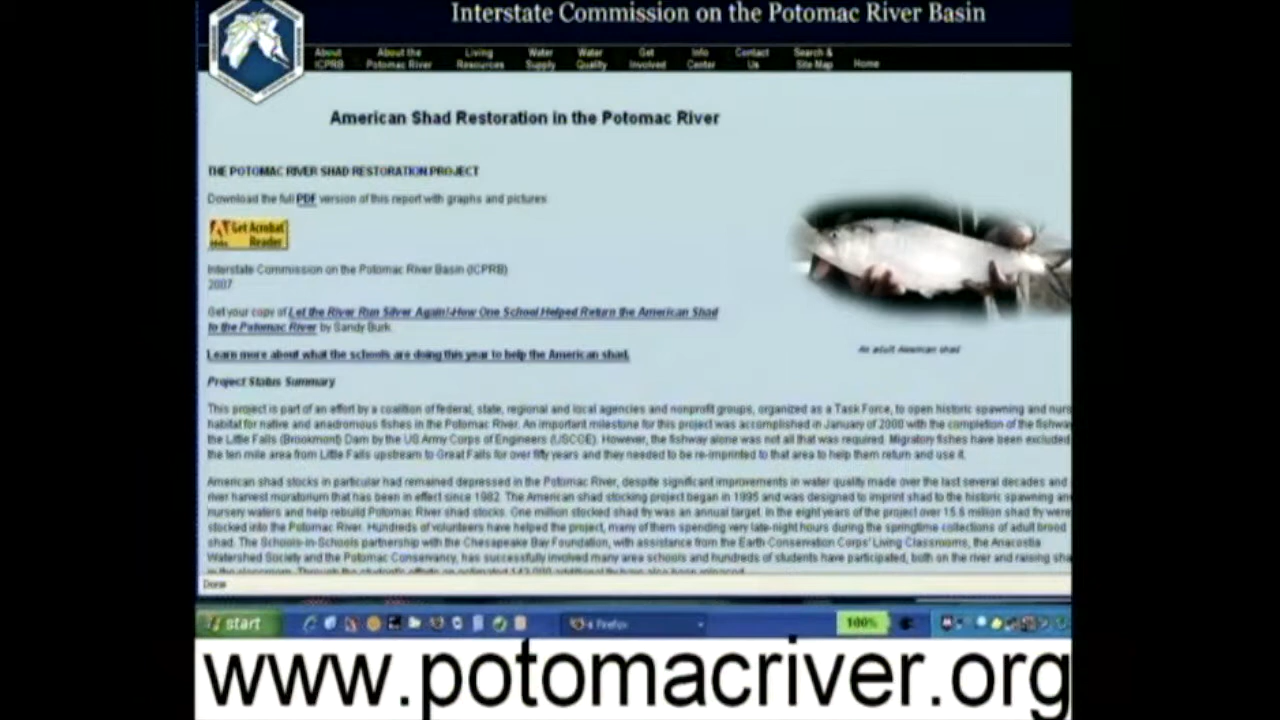 Interstate Commission on the Potomac River Basin
About ICPRB
About the Potomac River
Living Resources
Water Supply
Water Quality
Get Involved
Info Center
Contact Us
Search & Site Map
Home
American Shad Restoration in the Potomac River
THE POTOMAC RIVER SHAD RESTORATION PROJECT
Download the full PDF version of this report with graphs and pictures
Get Acrobat
Reader
Interstate Commission on the Potomac River Basin (ICPRB)
2007
Get your copy of Let the River Run Silver Again!-How One School Helped Return the American Shad
to the Potomac River by Sandy Burk.
Learn more about what the schools are doing this year to help the American shad.
An adult American shad
Project Status Summary
This project is part of an effort by a coalition of federal, state, regional and local agencies and nonprofit groups, organized as a Task Force, to open historic spawning and nurs
habitat for native and anadromous fishes in the Potomac River. An important milestone for this project was accomplished in January of 2000 with the completion of the fishway
the Little Falls (Brookmont) Dam by the US Army Corps of Engineers (USCOE). However, the fishway alone was not all that was required. Migratory fishes have been excluded
the ten mile area from Little Falls upstream to Great Falls for over fifty years and they needed to be re-imprinted to that area to help them return and use it.
American shad stocks in particular had remained depressed in the Potomac River, despite significant improvements in water quality made over the last several decades and
river harvest moratorium that has been in effect since 1982. The American shad stocking project began in 1995 and was designed to imprint shad to the historic spawning an
nursery waters and help rebuild Potomac River shad stocks. One million stocked shad fry was an annual target. In the eight years of the project over 15.8 million shad fry were
stocked into the Potomac River. Hundreds of volunteers have helped the project, many of them spending very late-night hours during the springtime collections of adult brood
shad. The Schools-in-Schools partnership with the Chesapeake Bay Foundation, with assistance from the Earth Conservation Corps' Living Classrooms, the Anacostia
Watershed Society and the Potomac Conservancy, has successfully involved many area schools and hundreds of students have participated, both on the river and raising sha
in the classroom. Through the student's efforts an estimated 142,000 additional fry have also been released.
Done
start
Firefox
100%
www.potomacriver.org